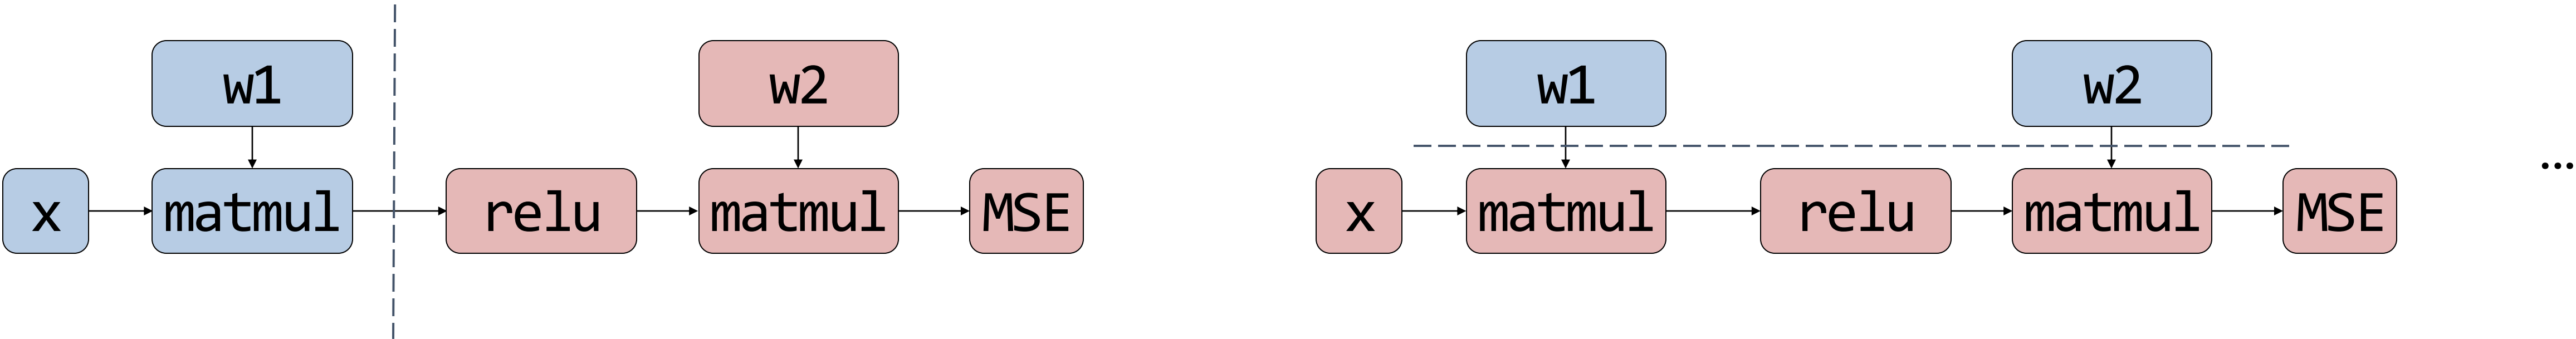 w1
w2
x
matmul
relu
matmul
MSE
w1
w2
x
matmul
relu
matmul
MSE
...